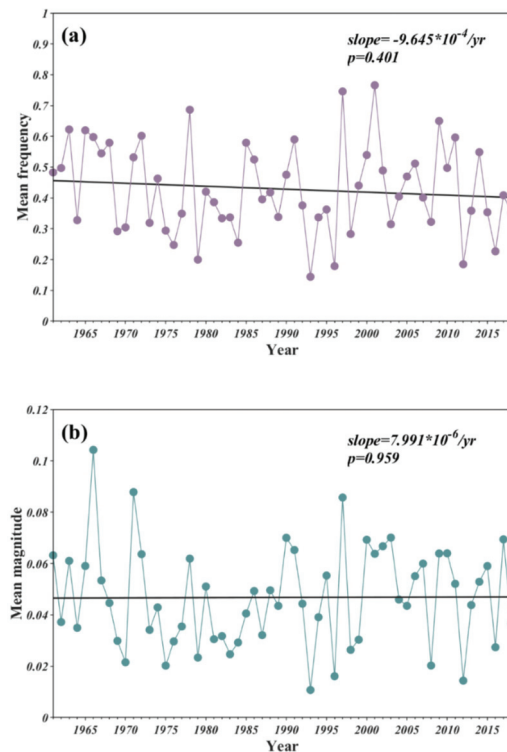 (a)
slope= -9.645*10⁻⁴/yr
p=0.401
Mean frequency
1
0.9
0.8
0.7
0.6
0.5
0.4
0.3
0.2
0.1
0
1965 1970 1975 1980 1985 1990 1995 2000 2005 2010 2015
Year
(b)
slope=7.991*10⁻⁶/yr
p=0.959
Mean magnitude
0.12
0.1
0.08
0.06
0.04
0.02
0
1965 1970 1975 1980 1985 1990 1995 2000 2005 2010 2015
Year